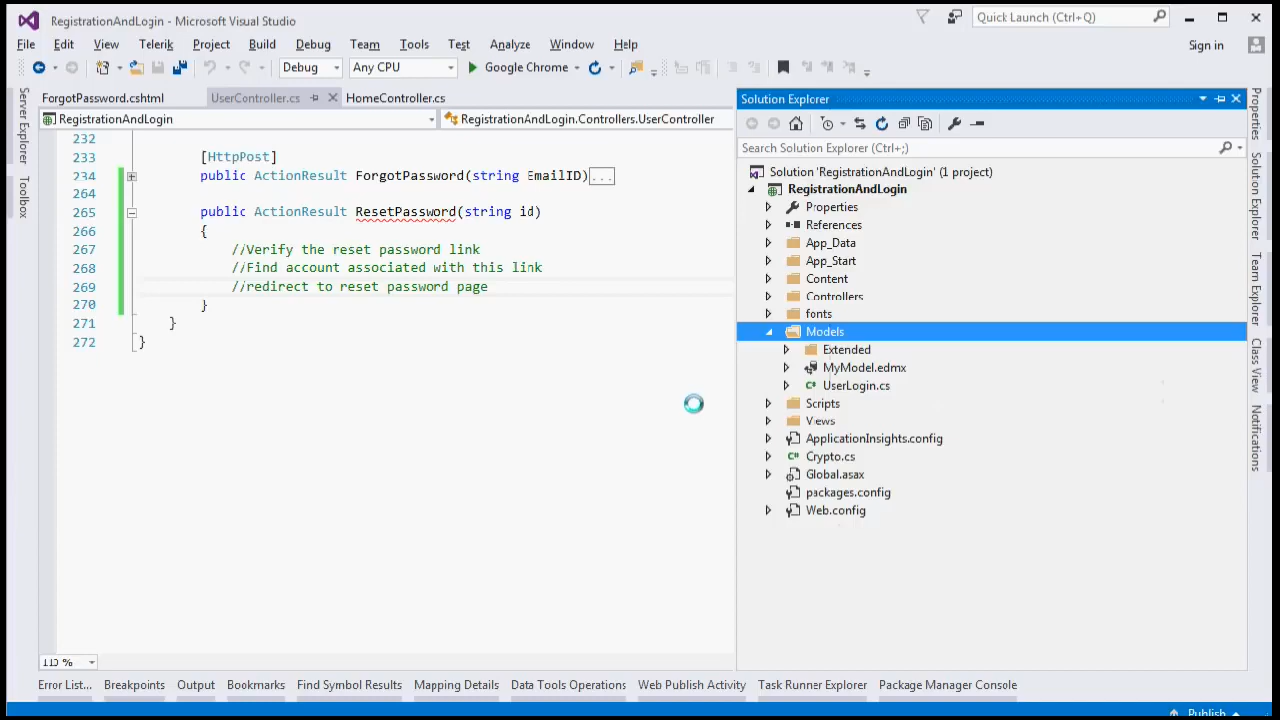 RegistrationAndLogin - Microsoft Visual Studio
Quick Launch (Ctrl+Q)
File Edit View Telerik Project Build Debug Team Tools Test Analyze Window Help
Sign in
Debug Any CPU Google Chrome
Server Explorer
Toolbox
ForgotPassword.cshtml UserController.cs HomeController.cs
RegistrationAndLogin RegistrationAndLogin.Controllers.UserController
232
233 [HttpPost]
234 public ActionResult ForgotPassword(string EmailID)...
264
265 public ActionResult ResetPassword(string id)
266 {
267 //Verify the reset password link
268 //Find account associated with this link
269 //redirect to reset password page
270 }
271 }
272 }
113 %
Solution Explorer
Search Solution Explorer (Ctrl+;)
Solution 'RegistrationAndLogin' (1 project)
RegistrationAndLogin
Properties
References
App_Data
App_Start
Content
Controllers
fonts
Models
Extended
MyModel.edmx
UserLogin.cs
Scripts
Views
ApplicationInsights.config
Crypto.cs
Global.asax
packages.config
Web.config
Properties
Solution Explorer
Team Explorer
Class View
Notifications
Error List... Breakpoints Output Bookmarks Find Symbol Results Mapping Details Data Tools Operations Web Publish Activity Task Runner Explorer Package Manager Console
Publish